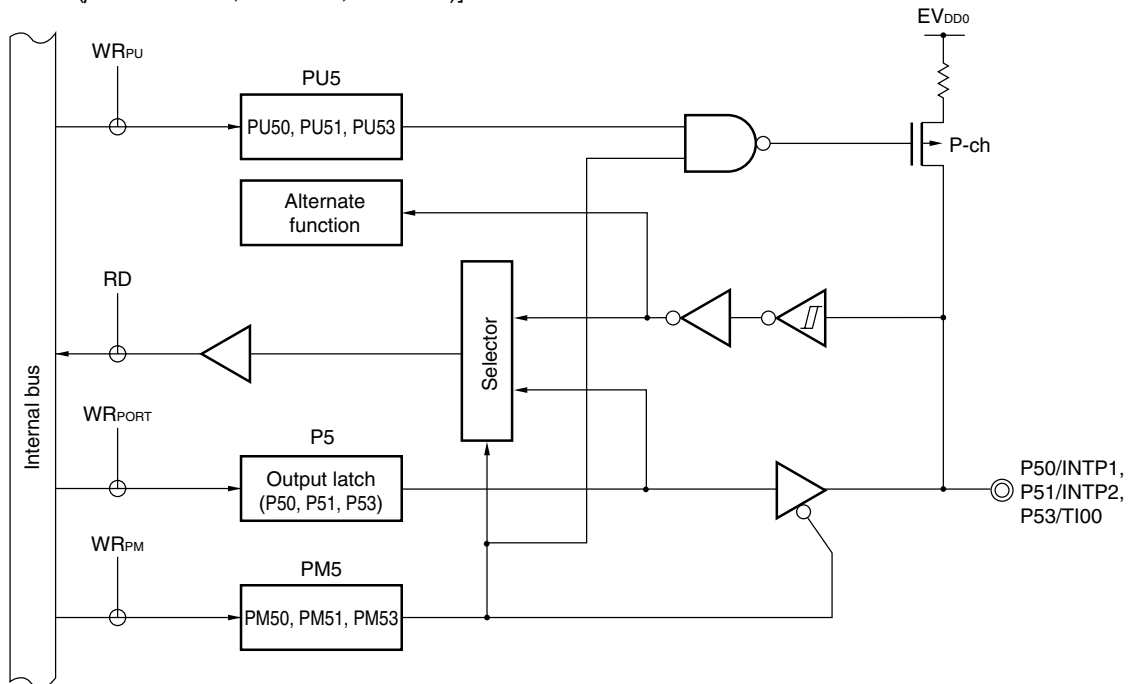 EVDD0
WRPU
PU5
PU50, PU51, PU53
P-ch
Alternate
function
RD
Selector
Internal bus
WRPORT
P5
Output latch
(P50, P51, P53)
P50/INTP1,
P51/INTP2,
P53/TI00
WRPM
PM5
PM50, PM51, PM53